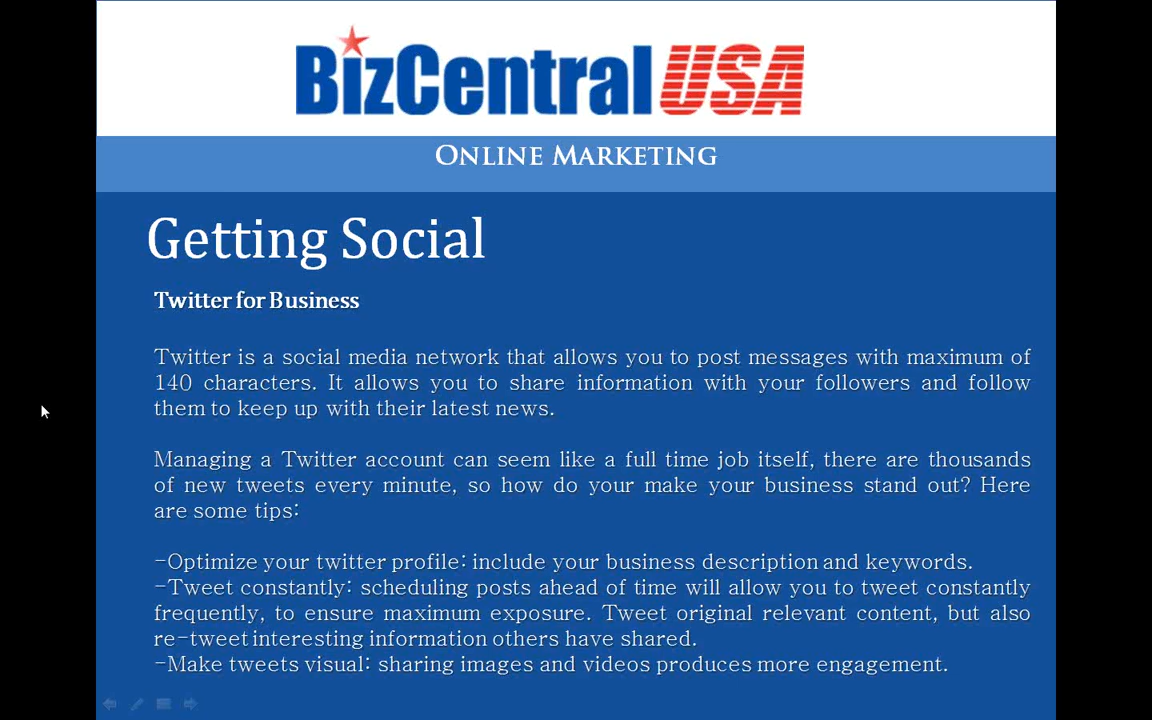 BizCentral USA
Online Marketing
Getting Social
Twitter for Business
Twitter is a social media network that allows you to post messages with maximum of
140 characters. It allows you to share information with your followers and follow
them to keep up with their latest news.
Managing a Twitter account can seem like a full time job itself, there are thousands
of new tweets every minute, so how do your make your business stand out? Here
are some tips:
-Optimize your twitter profile: include your business description and keywords.
-Tweet constantly: scheduling posts ahead of time will allow you to tweet constantly
frequently, to ensure maximum exposure. Tweet original relevant content, but also
re-tweet interesting information others have shared.
-Make tweets visual: sharing images and videos produces more engagement.